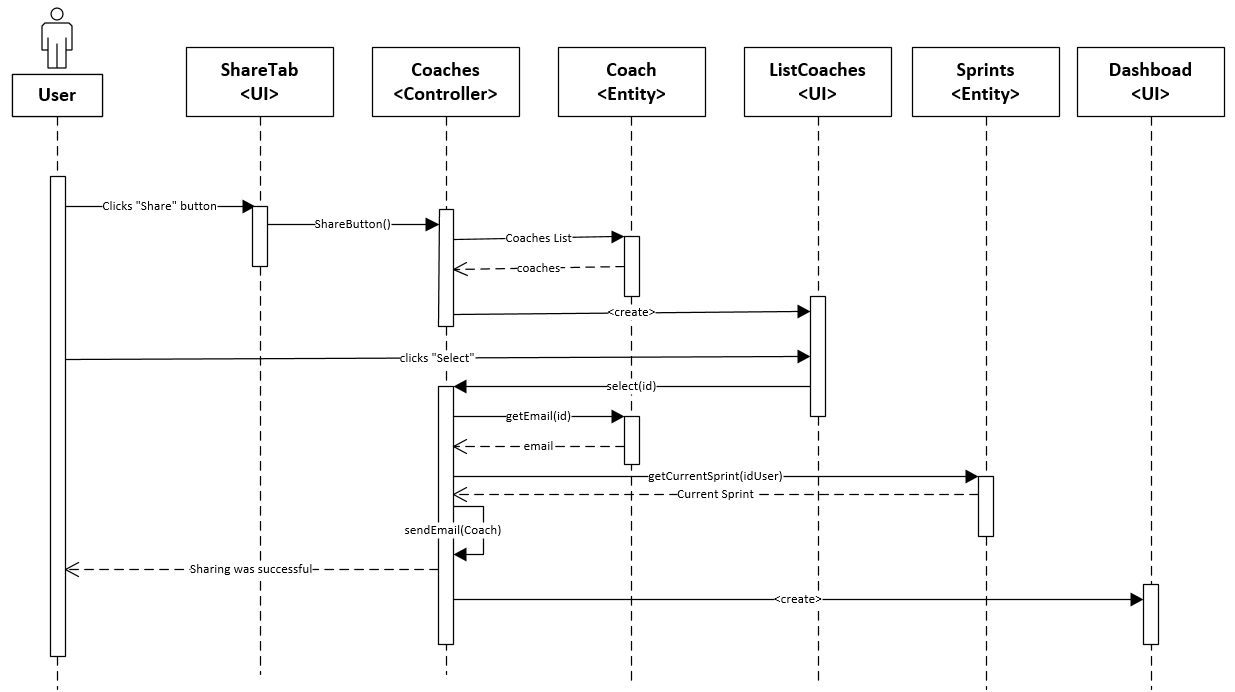 User
ShareTab
<UI>
Coaches
<Controller>
Coach
<Entity>
ListCoaches
<UI>
Sprints
<Entity>
Dashboad
<UI>
Clicks "Share" button
ShareButton()
Coaches List
coaches
<create>
clicks "Select"
select(id)
getEmail(id)
email
getCurrentSprint(idUser)
Current Sprint
sendEmail(Coach)
Sharing was successful
<create>